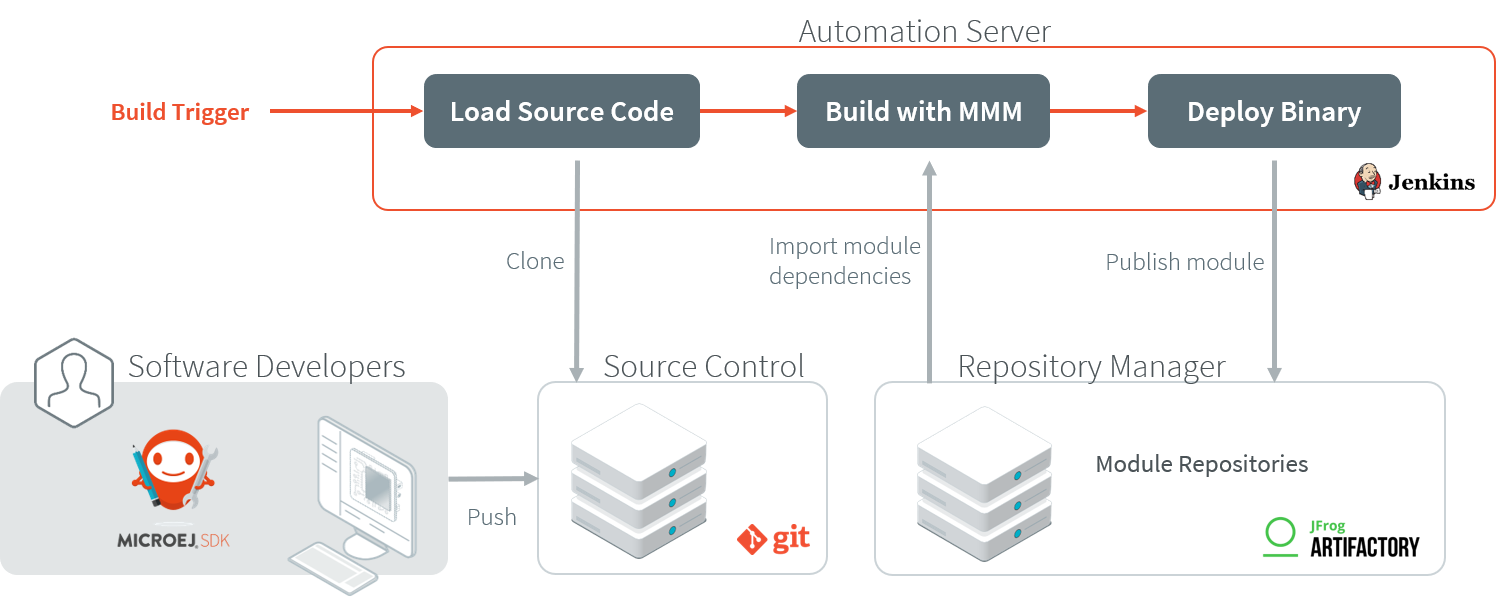 Automation Server
Build Trigger
Load Source Code
Build with MMM
Deploy Binary
Jenkins
Clone
Import module
dependencies
Publish module
Software Developers
Source Control
Repository Manager
MICROEJ. SDK
Push
git
Module Repositories
JFrog
ARTIFACTORY